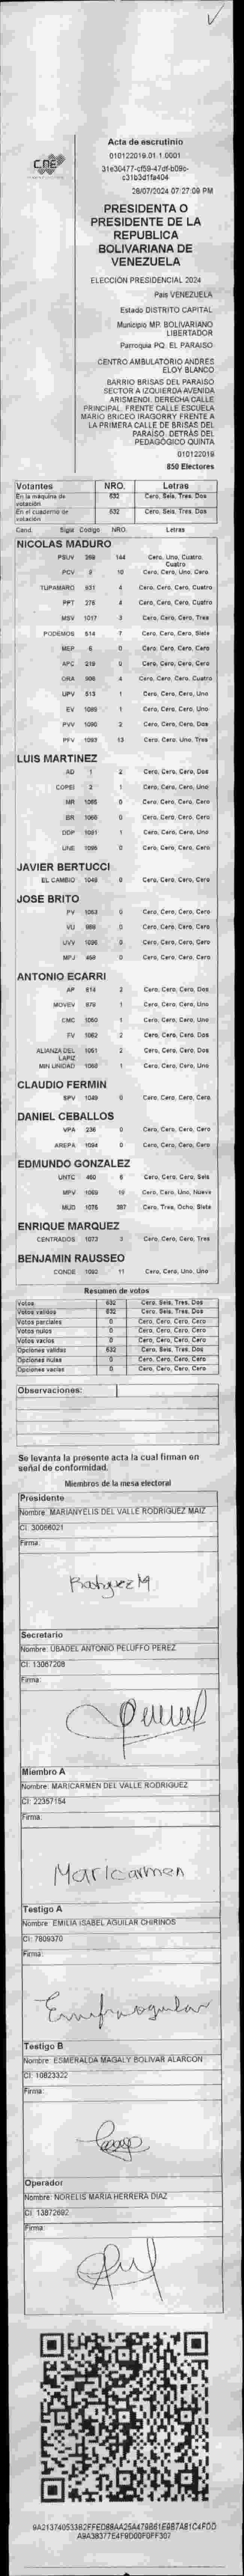 Acta de escrutinio
010122019.01.1.0001
28/07/2024 07:27:09 PM
PRESIDENTA O
PRESIDENTE DE LA
REPUBLICA
BOLIVARIANA DE
VENEZUELA
ELECCIÓN PRESIDENCIAL 2024
País VENEZUELA
Estado DISTRITO CAPITAL
Municipio MP. BOLIVARIANO
LIBERTADOR
Parroquia PQ. EL PARAISO
CENTRO AMBULATORIO ANDRES
ELOY BLANCO
BARRIO BRISAS DEL PARAISO
SECTOR A IZQUIERDA AVENIDA
ARISMENDI. DERECHA CALLE
PRINCIPAL. FRENTE CALLE ESCUELA
MARIO BRICEO IRAGORRY FRENTE A
LA PRIMERA CALLE DE BRISAS DEL
PARAISO. DETRÁS DEL
PEDAGÓGICO QUINTA
010122019
850 Electores
Votantes NRO. Letras
En la máquina de votación 632 Cero, Seis, Tres, Dos
En el cuaderno de votación 632 Cero, Seis, Tres, Dos
Cand. Sigla Código NRO. Letras
NICOLAS MADURO
PSUV 269 144 Cero, Uno, Cuatro, Cuatro
PCV 9 10 Cero, Cero, Uno, Cero
TUPAMARO 631 4 Cero, Cero, Cero, Cuatro
PPT 275 4 Cero, Cero, Cero, Cuatro
MSV 1017 3 Cero, Cero, Cero, Tres
PODEMOS 514 7 Cero, Cero, Cero, Siete
MEP 6 0 Cero, Cero, Cero, Cero
APC 219 0 Cero, Cero, Cero, Cero
ORA 906 4 Cero, Cero, Cero, Cuatro
UPV 513 1 Cero, Cero, Cero, Uno
EV 1089 1 Cero, Cero, Cero, Uno
PVV 1090 2 Cero, Cero, Cero, Dos
PFV 1093 13 Cero, Cero, Uno, Tres
LUIS MARTINEZ
AD 1 2 Cero, Cero, Cero, Dos
COPEI 2 1 Cero, Cero, Cero, Uno
MR 1065 0 Cero, Cero, Cero, Cero
BR 1066 0 Cero, Cero, Cero, Cero
DDP 1091 1 Cero, Cero, Cero, Uno
UNE 1095 0 Cero, Cero, Cero, Cero
JAVIER BERTUCCI
EL CAMBIO 1049 0 Cero, Cero, Cero, Cero
JOSE BRITO
PV 1053 0 Cero, Cero, Cero, Cero
VU 989 0 Cero, Cero, Cero, Cero
UVV 1096 0 Cero, Cero, Cero, Cero
MPJ 458 0 Cero, Cero, Cero, Cero
ANTONIO ECARRI
AP 814 2 Cero, Cero, Cero, Dos
MOVEV 979 1 Cero, Cero, Cero, Uno
CMC 1050 1 Cero, Cero, Cero, Uno
FV 1062 2 Cero, Cero, Cero, Dos
ALIANZA DEL LAPIZ 1051 2 Cero, Cero, Cero, Dos
MIN UNIDAD 1068 1 Cero, Cero, Cero, Uno
CLAUDIO FERMIN
SPV 1049 0 Cero, Cero, Cero, Cero
DANIEL CEBALLOS
VPA 236 0 Cero, Cero, Cero, Cero
AREPA 1094 0 Cero, Cero, Cero, Cero
EDMUNDO GONZALEZ
UNTC 460 6 Cero, Cero, Cero, Seis
MPV 1069 19 Cero, Cero, Uno, Nueve
MUD 1075 387 Cero, Tres, Ocho, Siete
ENRIQUE MARQUEZ
CENTRADOS 1073 3 Cero, Cero, Cero, Tres
BENJAMIN RAUSSEO
CONDE 1092 11 Cero, Cero, Uno, Uno
Resumen de votos
Votos 632 Cero, Seis, Tres, Dos
Votos válidos 632 Cero, Seis, Tres, Dos
Votos parciales 0 Cero, Cero, Cero, Cero
Votos nulos 0 Cero, Cero, Cero, Cero
Votos vacíos 0 Cero, Cero, Cero, Cero
Opciones válidas 632 Cero, Seis, Tres, Dos
Opciones nulas 0 Cero, Cero, Cero, Cero
Opciones vacías 0 Cero, Cero, Cero, Cero
Observaciones:
Se levanta la presente acta la cual firman en
señal de conformidad.
Miembros de la mesa electoral
Presidente
Nombre: MARIANYELIS DEL VALLE RODRIGUEZ MAIZ
CI: 30066021
Firma:
Rodriguez M
Secretario
Nombre: UBADEL ANTONIO PELUFFO PEREZ
CI: 13067208
Firma:
Miembro A
Nombre: MARICARMEN DEL VALLE RODRIGUEZ
CI: 22357154
Firma:
Maricarmen
Testigo A
Nombre: EMILIA ISABEL AGUILAR CHIRINOS
CI: 7809370
Firma:
Testigo B
Nombre: ESMERALDA MAGALY BOLIVAR ALARCON
CI: 10823322
Firma:
Operador
Nombre: NORELIS MARIA HERRERA DIAZ
CI: 13872692
Firma: